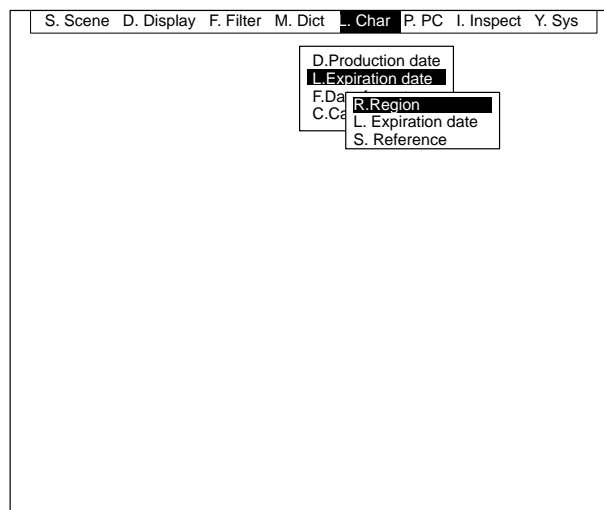 S. Scene D. Display F. Filter M. Dict L. Char P. PC I. Inspect Y. Sys
D.Production date
L.Expiration date
R.Region
L. Expiration date
S. Reference